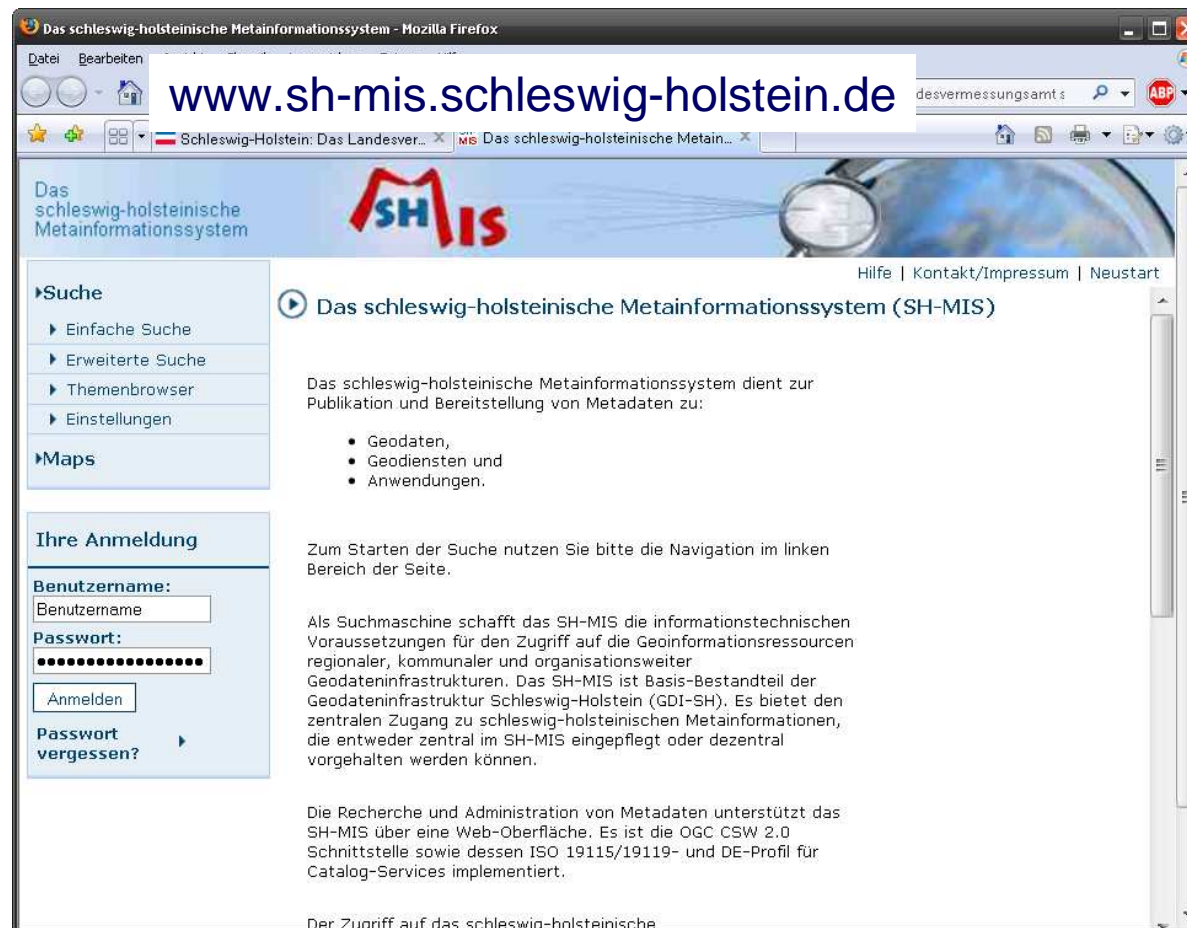 Das schleswig-holsteinische Metainformationssystem - Mozilla Firefox
Datei Bearbeiten
www.sh-mis.schleswig-holstein.de
desvermessungsamts
ABP
Schleswig-Holstein: Das Landesver...
MIS Das schleswig-holsteinische Metain...
Das
schleswig-holsteinische
Metainformationssystem
SH MIS
Hilfe | Kontakt/Impressum | Neustart
Suche
Einfache Suche
Erweiterte Suche
Themenbrowser
Einstellungen
Maps
Ihre Anmeldung
Benutzername:
Benutzername
Passwort:
Anmelden
Passwort
vergessen?
Das schleswig-holsteinische Metainformationssystem (SH-MIS)
Das schleswig-holsteinische Metainformationssystem dient zur
Publikation und Bereitstellung von Metadaten zu:
• Geodaten,
• Geodiensten und
• Anwendungen.
Zum Starten der Suche nutzen Sie bitte die Navigation im linken
Bereich der Seite.
Als Suchmaschine schafft das SH-MIS die informationstechnischen
Voraussetzungen für den Zugriff auf die Geoinformationsressourcen
regionaler, kommunaler und organisationsweiter
Geodateninfrastrukturen. Das SH-MIS ist Basis-Bestandteil der
Geodateninfrastruktur Schleswig-Holstein (GDI-SH). Es bietet den
zentralen Zugang zu schleswig-holsteinischen Metainformationen,
die entweder zentral im SH-MIS eingepflegt oder dezentral
vorgehalten werden können.
Die Recherche und Administration von Metadaten unterstützt das
SH-MIS über eine Web-Oberfläche. Es ist die OGC CSW 2.0
Schnittstelle sowie dessen ISO 19115/19119- und DE-Profil für
Catalog-Services implementiert.
Der Zugriff auf das schleswig-holsteinische